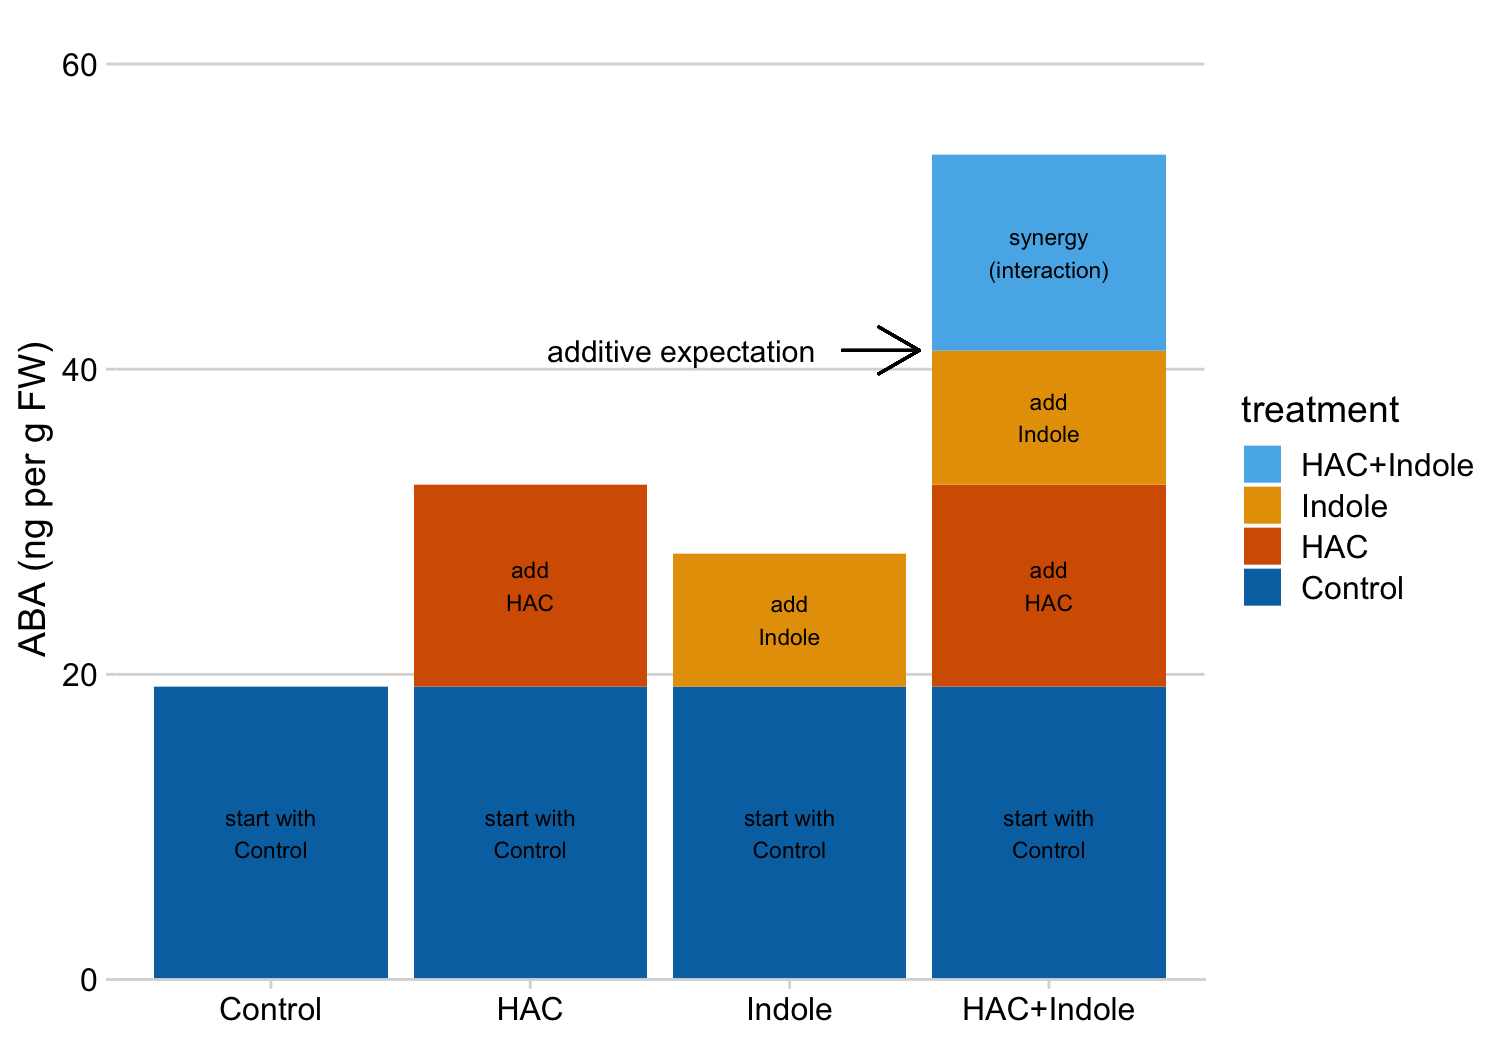 60
40
20
0
ABA (ng per g FW)
synergy
(interaction)
additive expectation
add
Indole
add
HAC
add
Indole
add
HAC
start with
Control
start with
Control
start with
Control
start with
Control
Control
HAC
Indole
HAC+Indole
treatment
HAC+Indole
Indole
HAC
Control